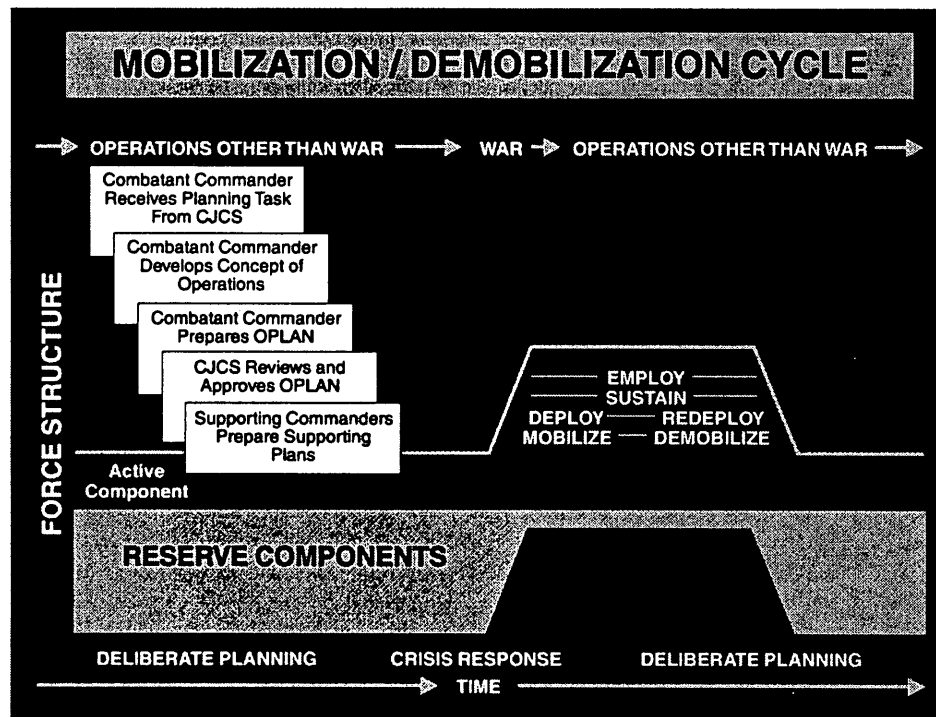 MOBILIZATION / DEMOBILIZATION CYCLE
OPERATIONS OTHER THAN WAR
WAR
OPERATIONS OTHER THAN WAR
Combatant Commander
Receives Planning Task
From CJCS
Combatant Commander
Develops Concept of
Operations
Combatant Commander
Prepares OPLAN
CJCS Reviews and
Approves OPLAN
Supporting Commanders
Prepare Supporting
Plans
FORCE STRUCTURE
EMPLOY
SUSTAIN
DEPLOY REDEPLOY
MOBILIZE DEMOBILIZE
Active
Component
RESERVE COMPONENTS
DELIBERATE PLANNING
CRISIS RESPONSE
DELIBERATE PLANNING
TIME